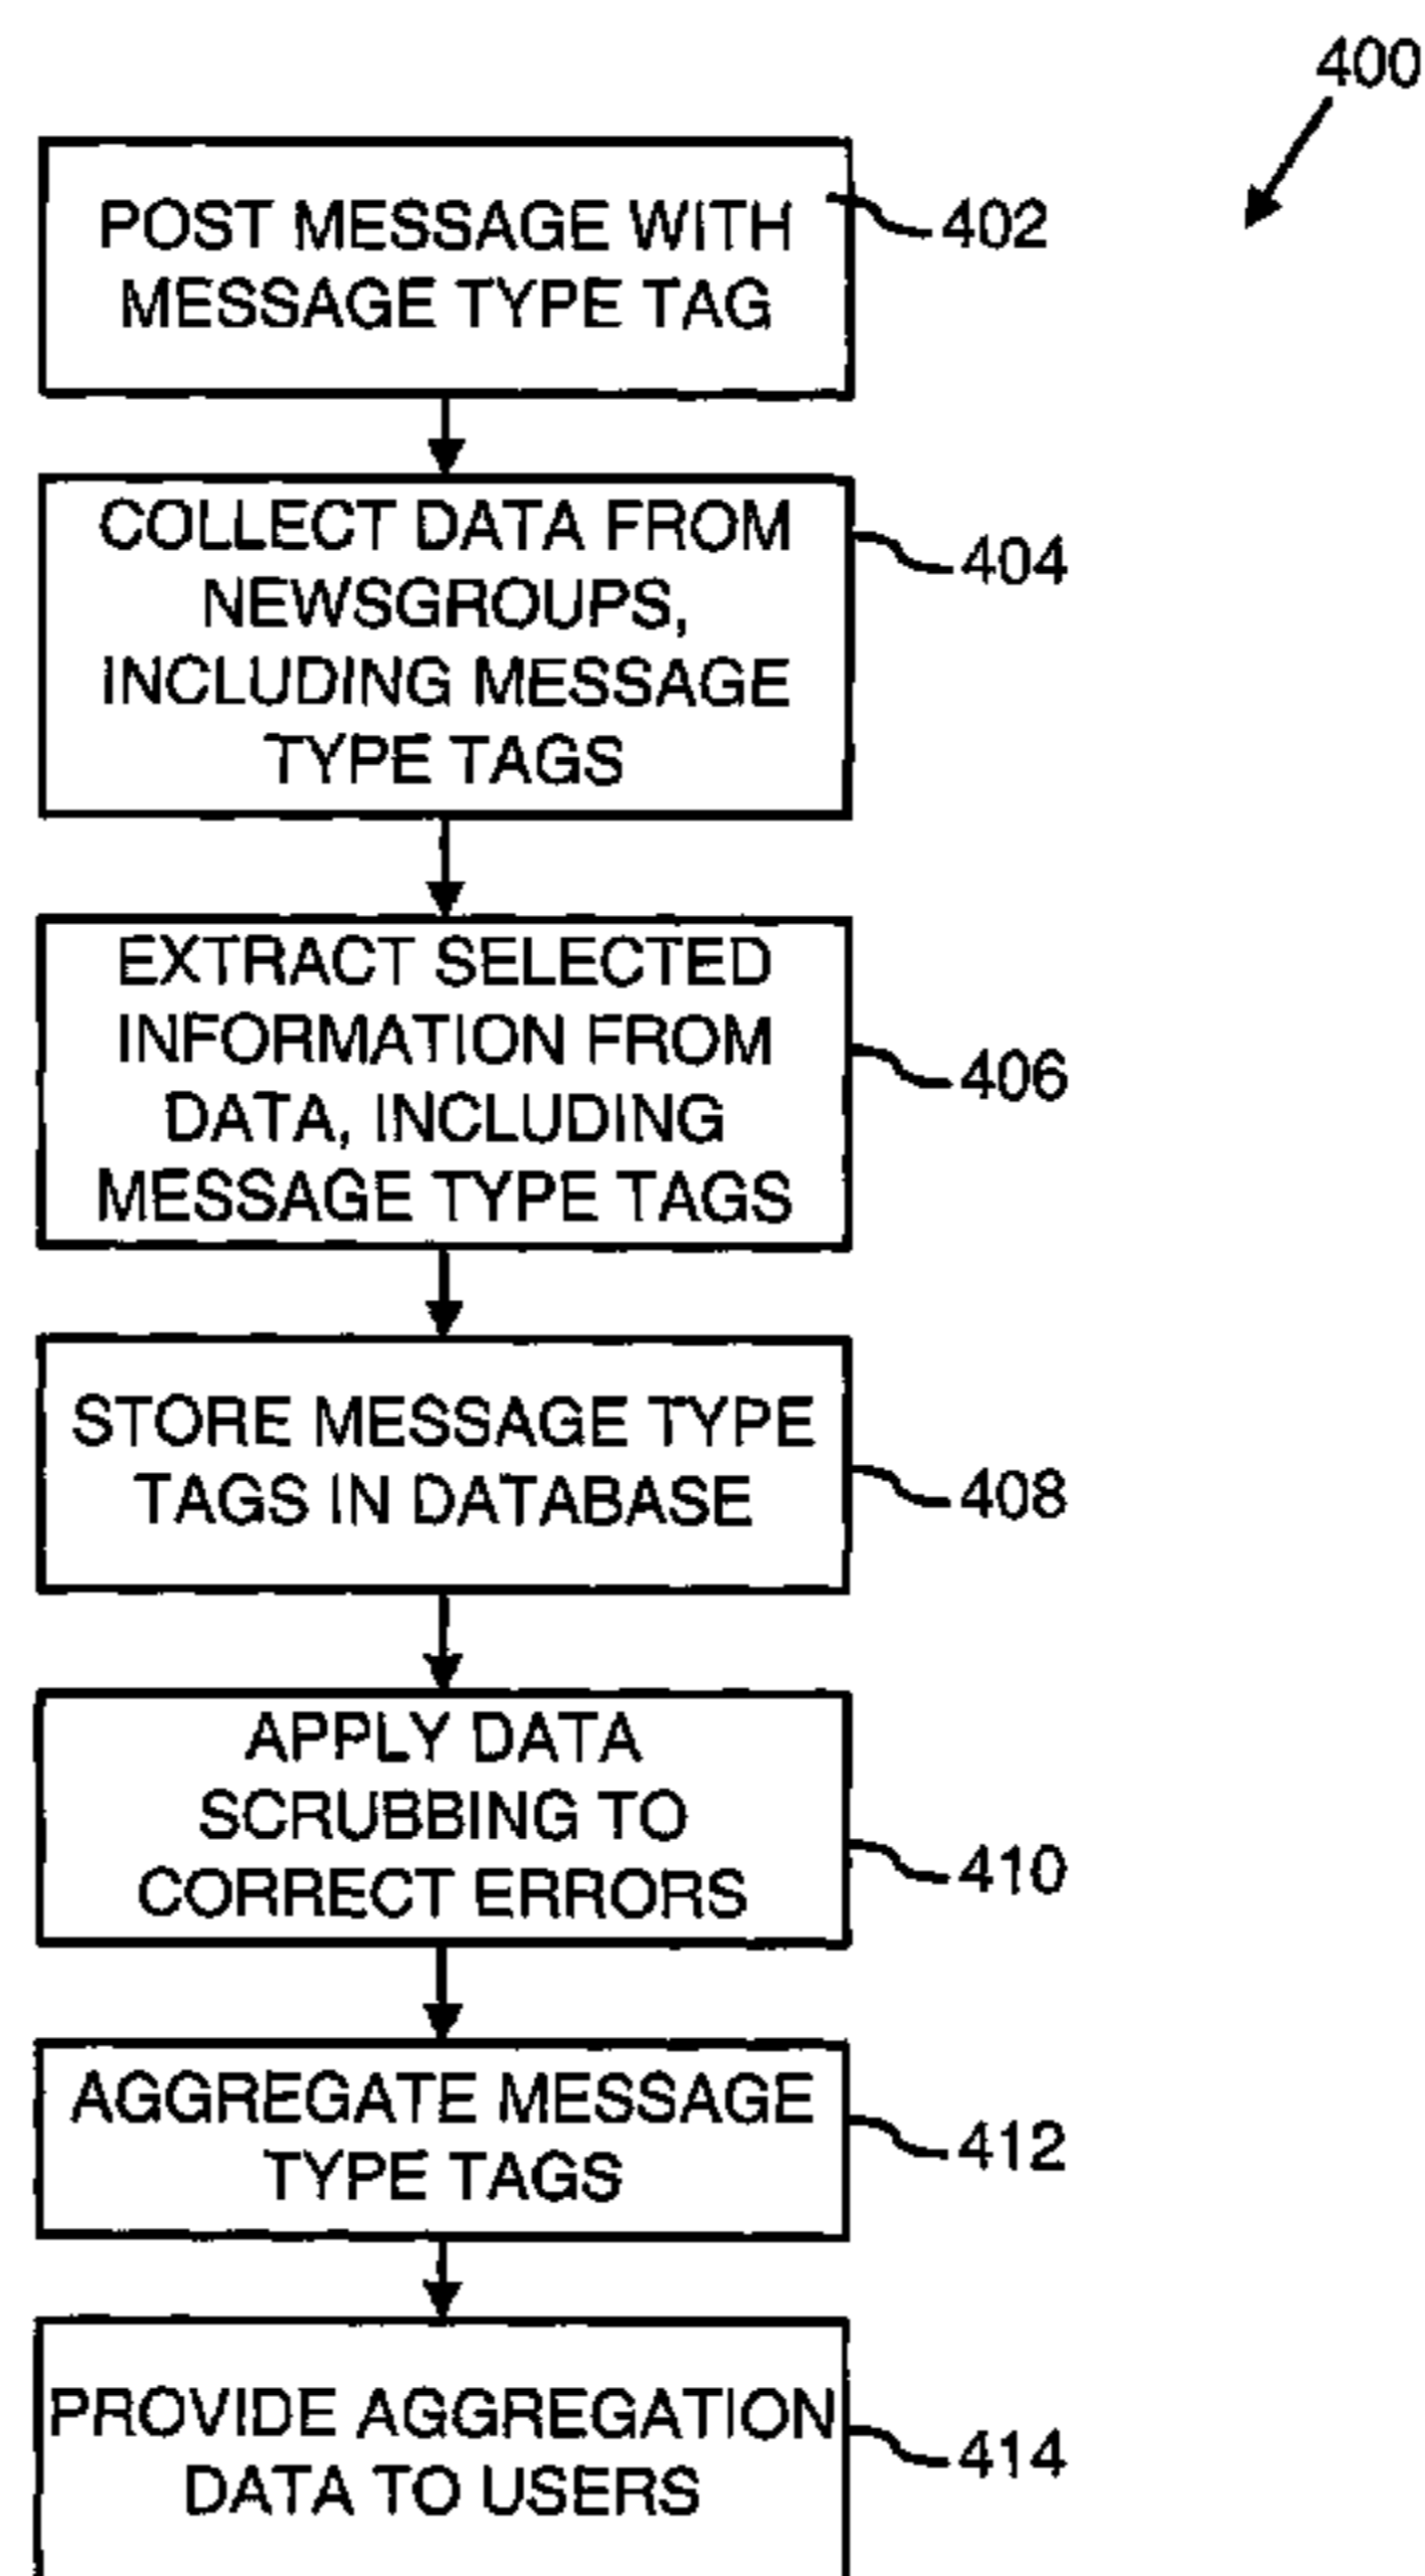 400
POST MESSAGE WITH
MESSAGE TYPE TAG
402
COLLECT DATA FROM
NEWSGROUPS,
INCLUDING MESSAGE
TYPE TAGS
404
EXTRACT SELECTED
INFORMATION FROM
DATA, INCLUDING
MESSAGE TYPE TAGS
406
STORE MESSAGE TYPE
TAGS IN DATABASE
408
APPLY DATA
SCRUBBING TO
CORRECT ERRORS
410
AGGREGATE MESSAGE
TYPE TAGS
412
PROVIDE AGGREGATION
DATA TO USERS
414